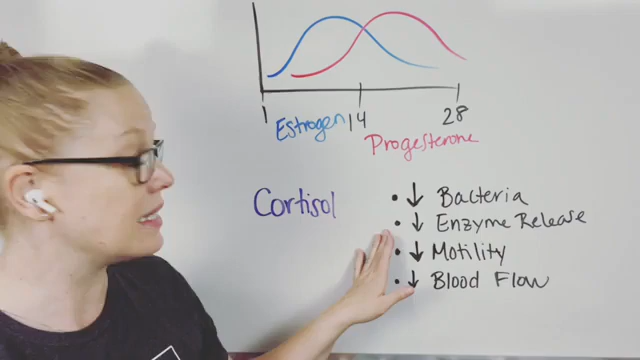 1 14 28
Estrogen
Progesterone
Cortisol
• ↓ Bacteria
• ↓ Enzyme Release
• ↓ Motility
• ↓ Blood Flow